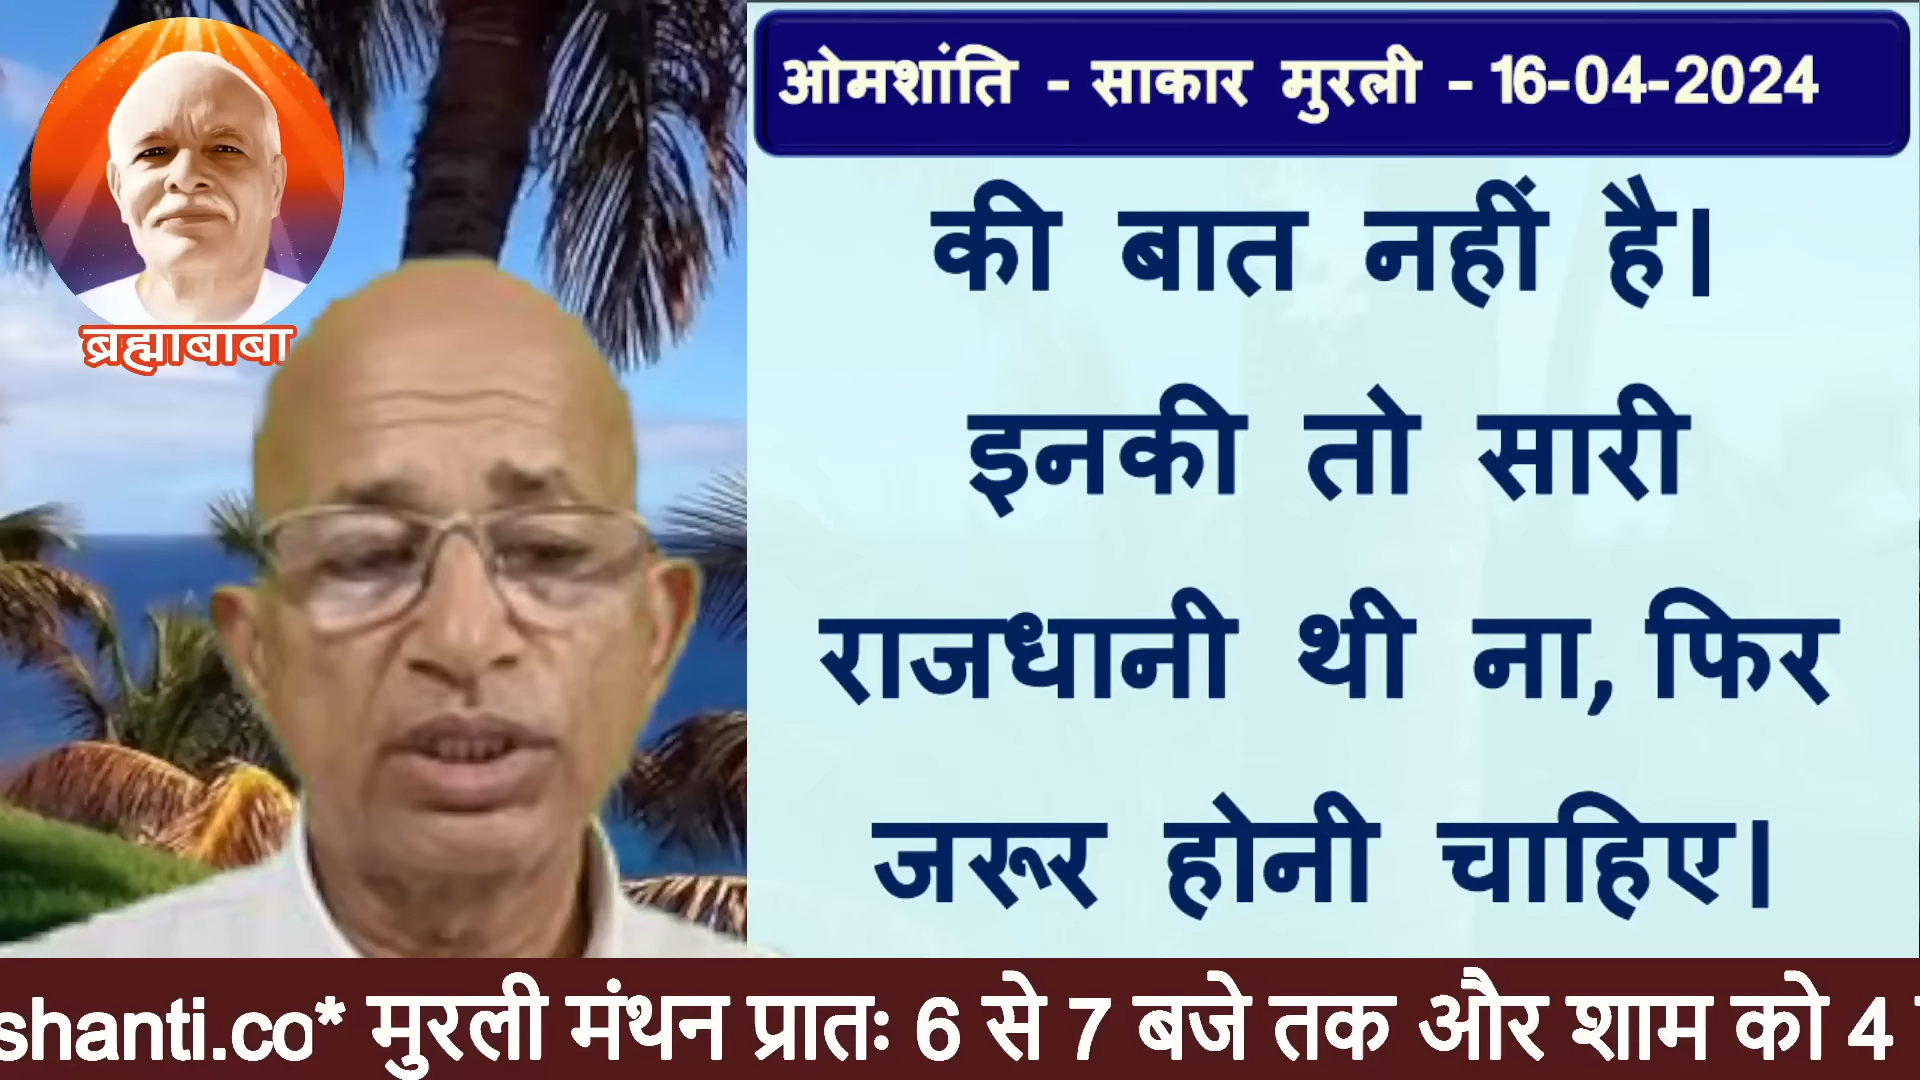 ब्रह्माबाबा
ओमशांति - साकार मुरली - 16-04-2024
की बात नहीं है।
इनकी तो सारी
राजधानी थी ना, फिर
जरूर होनी चाहिए।
shanti.co* मुरली मंथन प्रातः 6 से 7 बजे तक और शाम को 4